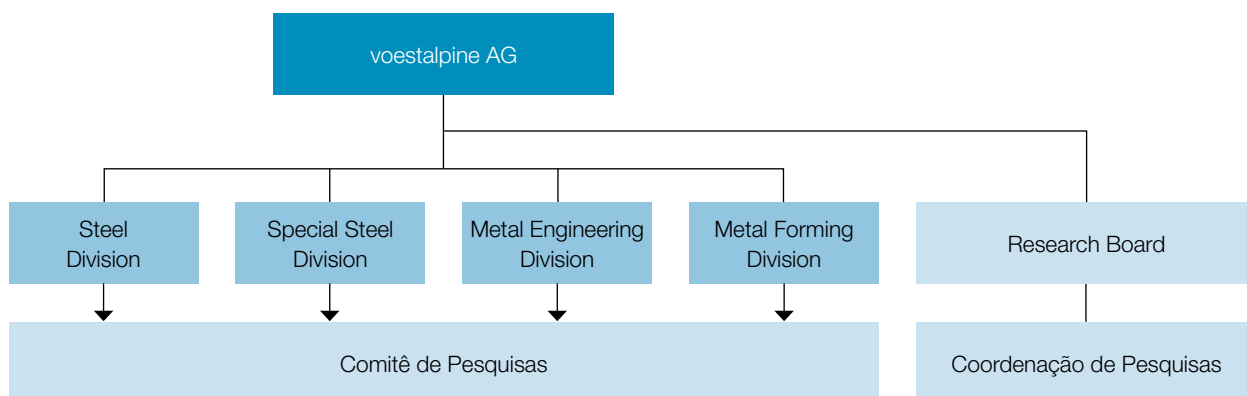 voestalpine AG
Steel
Division
Special Steel
Division
Metal Engineering
Division
Metal Forming
Division
Research Board
Comitê de Pesquisas
Coordenação de Pesquisas